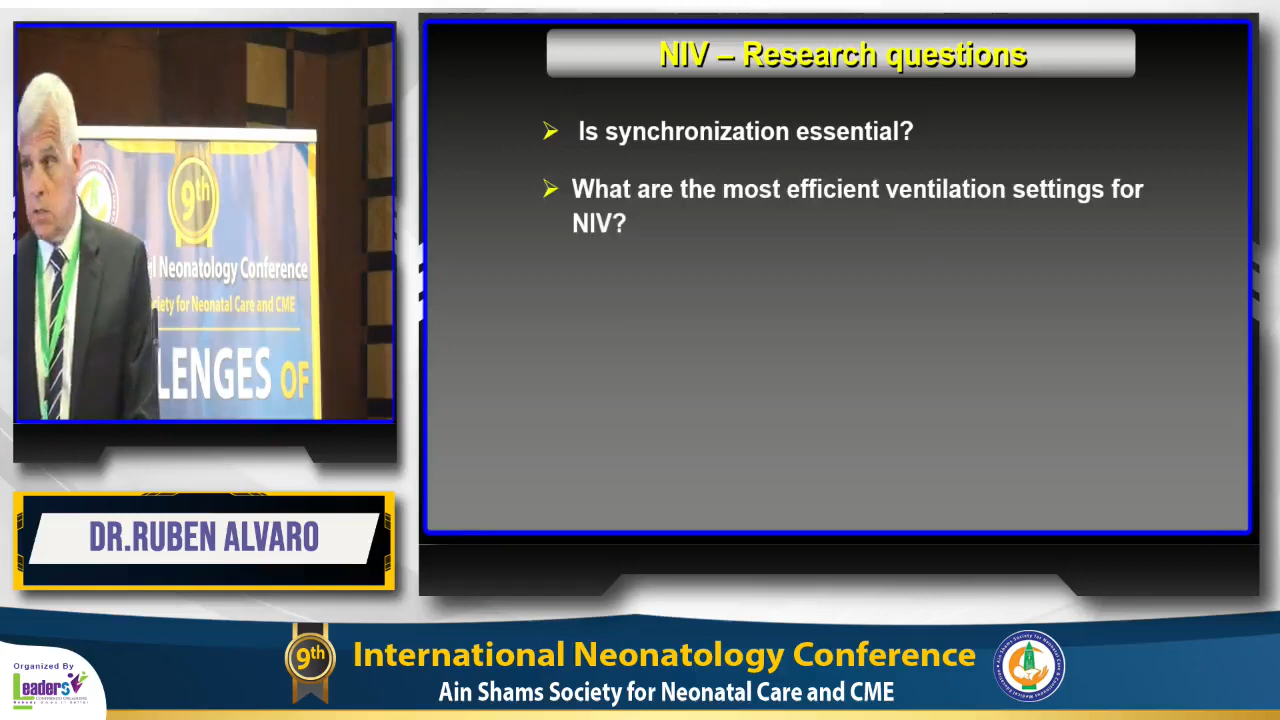 NIV – Research questions
Is synchronization essential?
What are the most efficient ventilation settings for
NIV?
9th
Neonatology Conference
for Neonatal Care and CME
OF
DR.RUBEN ALVARO
Organized By
Leaders
9th
International Neonatology Conference
Ain Shams Society for Neonatal Care and CME